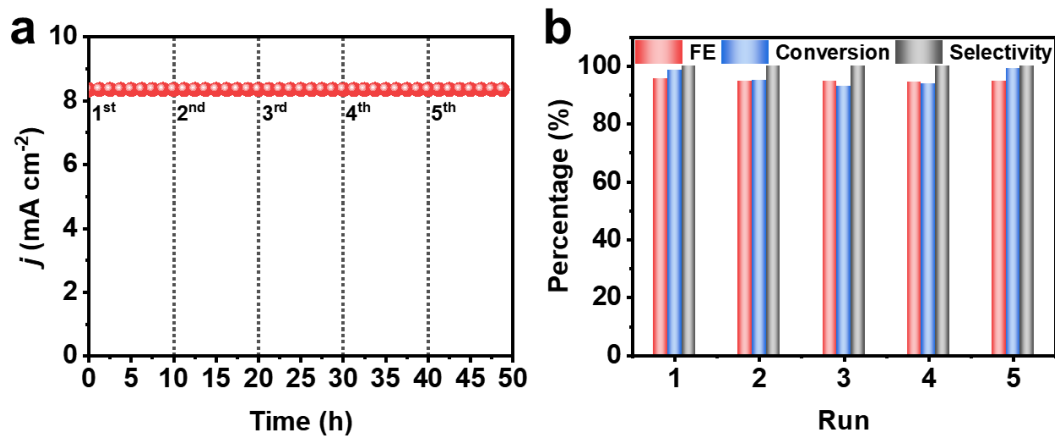 a
10
8
6
4
2
0
j (mA cm⁻²)
1ˢᵗ 2ⁿᵈ 3ʳᵈ 4ᵗʰ 5ᵗʰ
0 5 10 15 20 25 30 35 40 45 50
Time (h)
b
FE Conversion Selectivity
100
80
60
40
20
0
Percentage (%)
1 2 3 4 5
Run